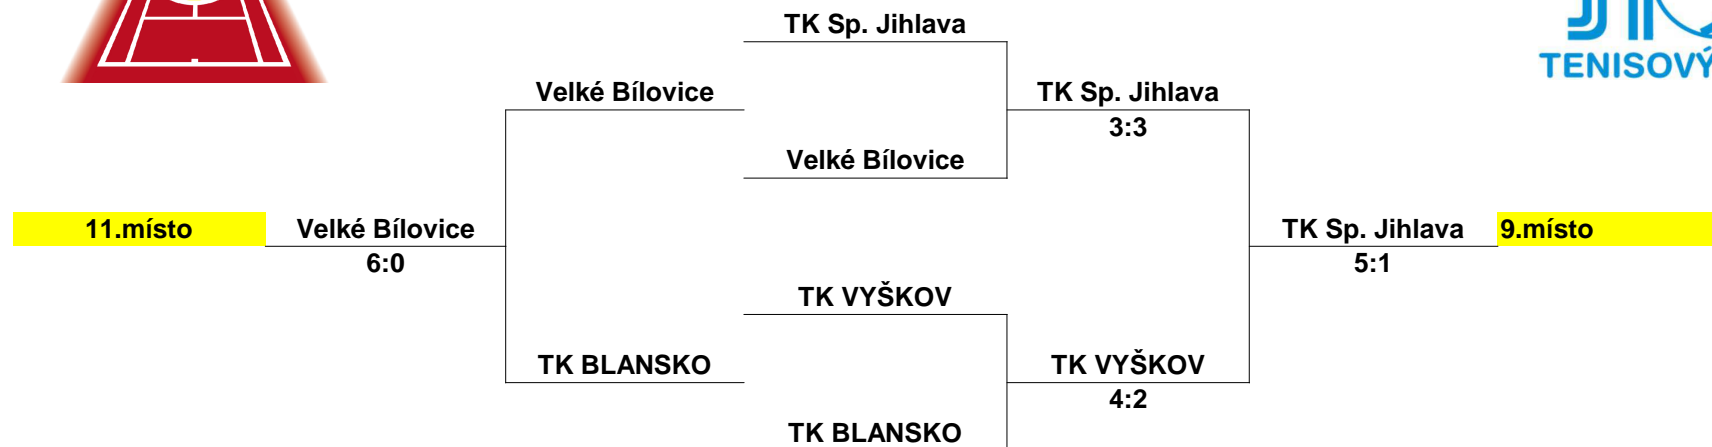 TK Sp. Jihlava
TENISOVÝ
Velké Bílovice
TK Sp. Jihlava
3:3
Velké Bílovice
11.místo
Velké Bílovice
TK Sp. Jihlava
9.místo
6:0
5:1
TK VYŠKOV
TK BLANSKO
TK VYŠKOV
4:2
TK BLANSKO